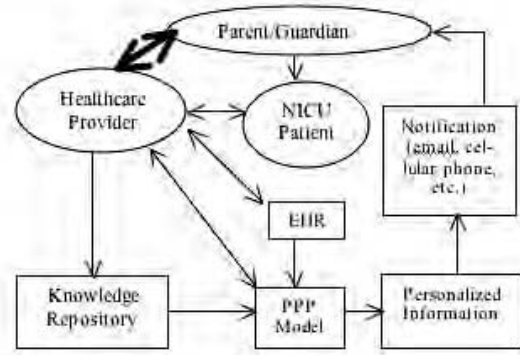 Parent/Guardian
Healthcare
Provider
NICU
Patient
Notification
(email, cel-
lular phone,
etc.)
EHR
Knowledge
Repository
PPP
Model
Personalized
Information